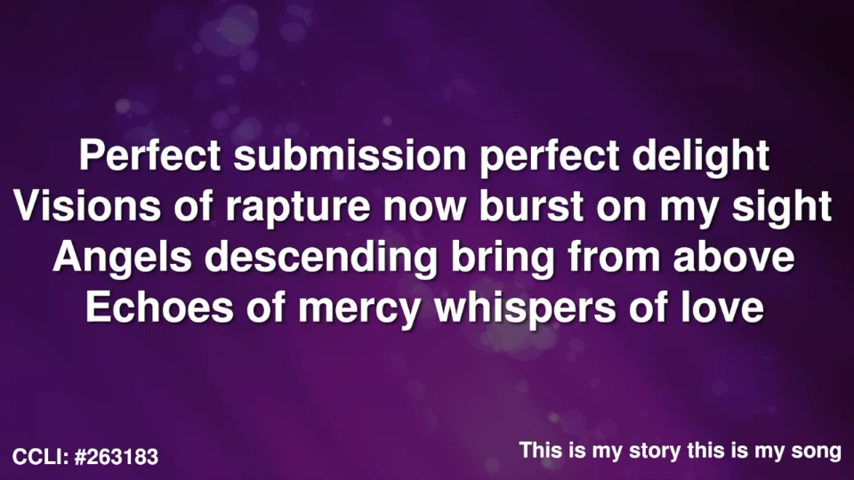 Perfect submission perfect delight
Visions of rapture now burst on my sight
Angels descending bring from above
Echoes of mercy whispers of love
CCLI: #263183
This is my story this is my song